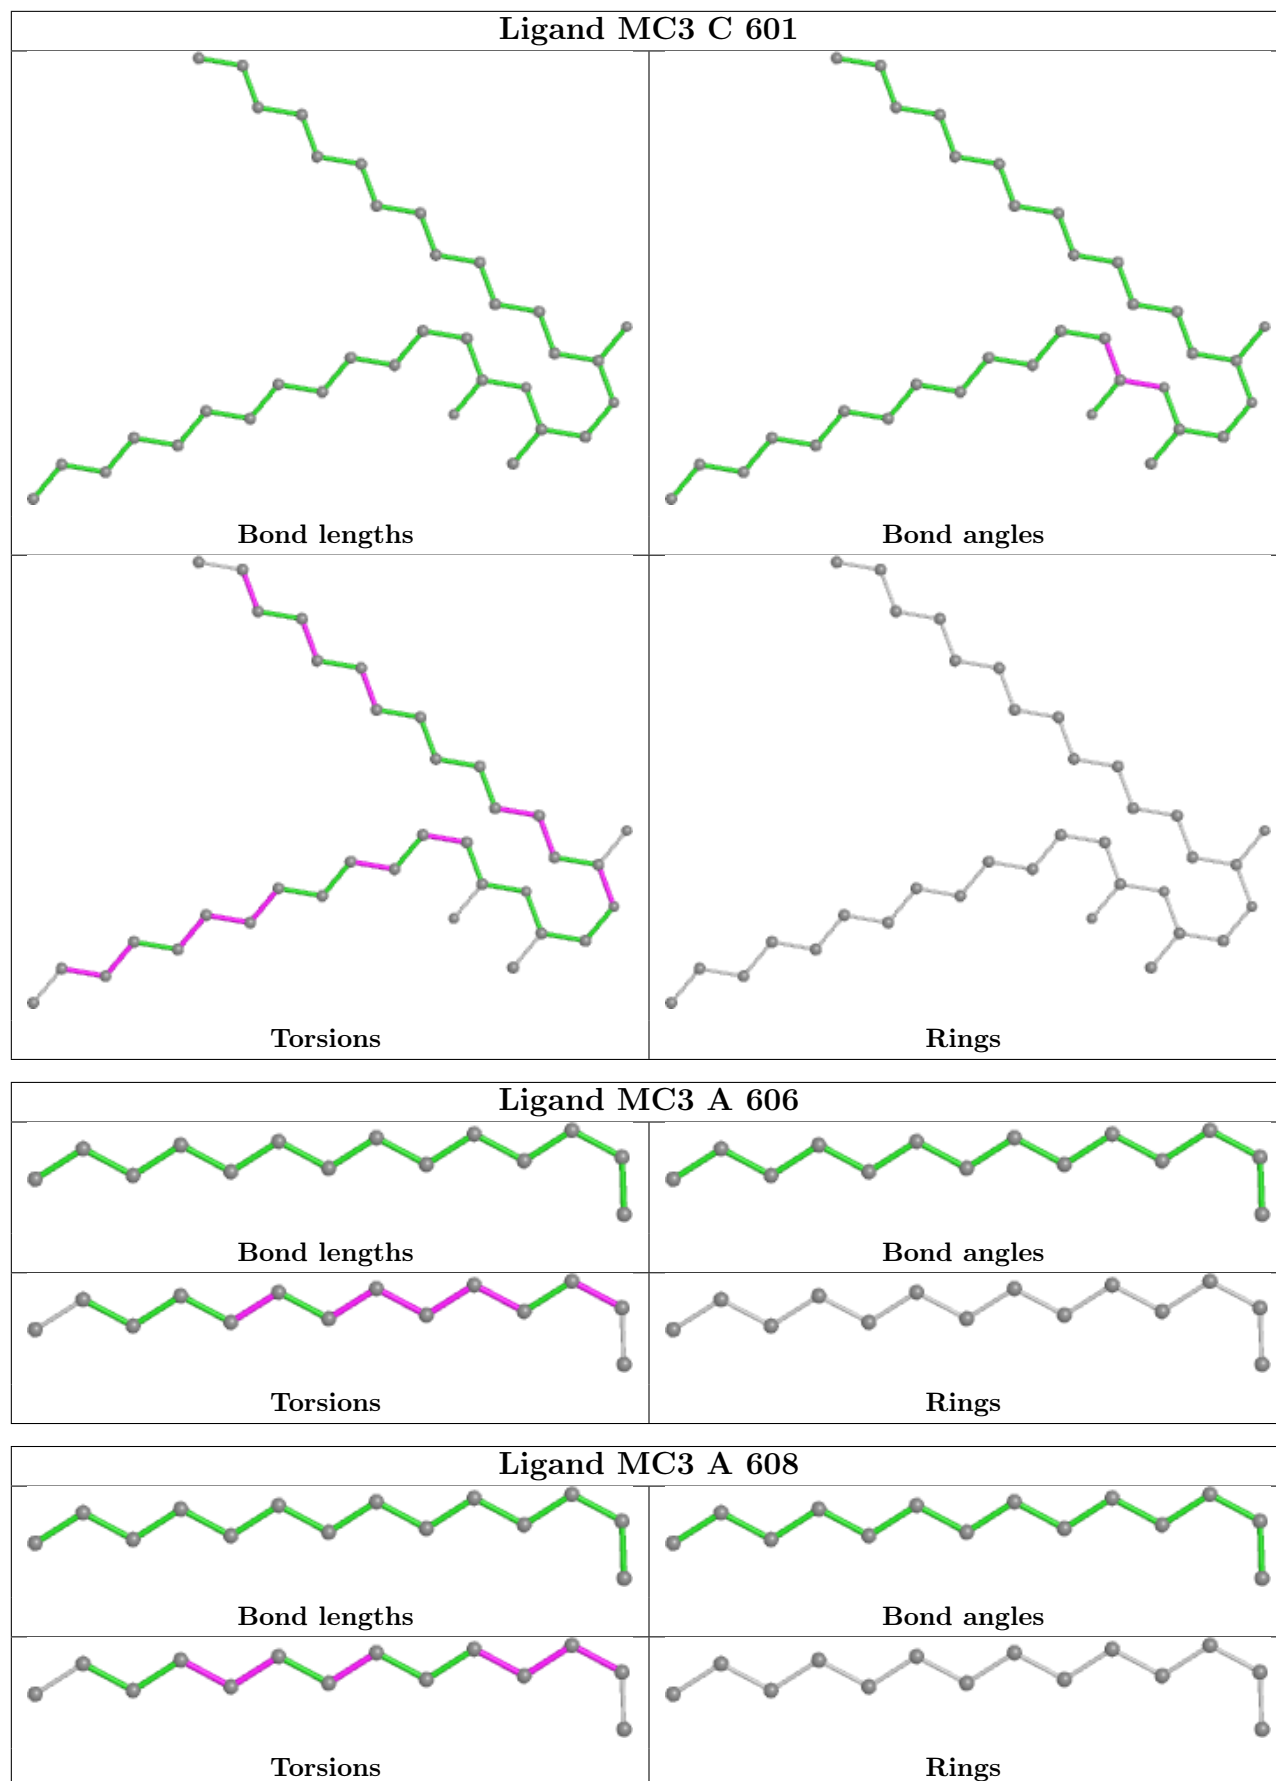 Ligand MC3 C 601
Bond lengths
Bond angles
Torsions
Rings
Ligand MC3 A 606
Bond lengths
Bond angles
Torsions
Rings
Ligand MC3 A 608
Bond lengths
Bond angles
Torsions
Rings